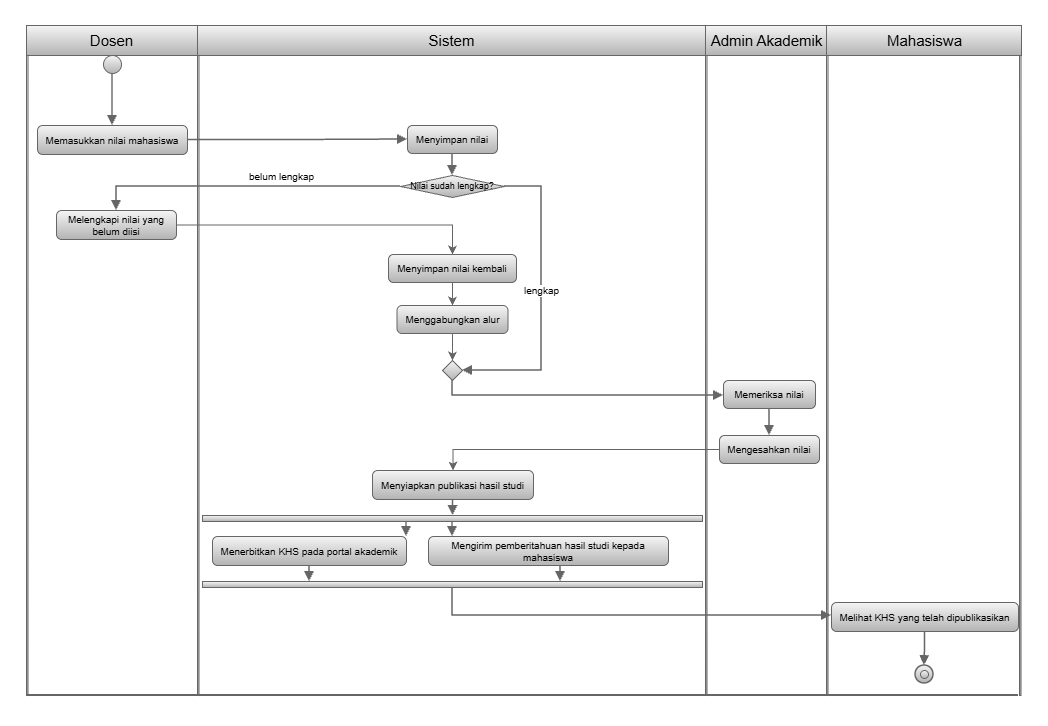 Dosen
Sistem
Admin Akademik
Mahasiswa
Memasukkan nilai mahasiswa
Menyimpan nilai
belum lengkap
Nilai sudah lengkap?
Melengkapi nilai yang
belum diisi
Menyimpan nilai kembali
lengkap
Menggabungkan alur
Memeriksa nilai
Mengesahkan nilai
Menyiapkan publikasi hasil studi
Menerbitkan KHS pada portal akademik
Mengirim pemberitahuan hasil studi kepada
mahasiswa
Melihat KHS yang telah dipublikasikan